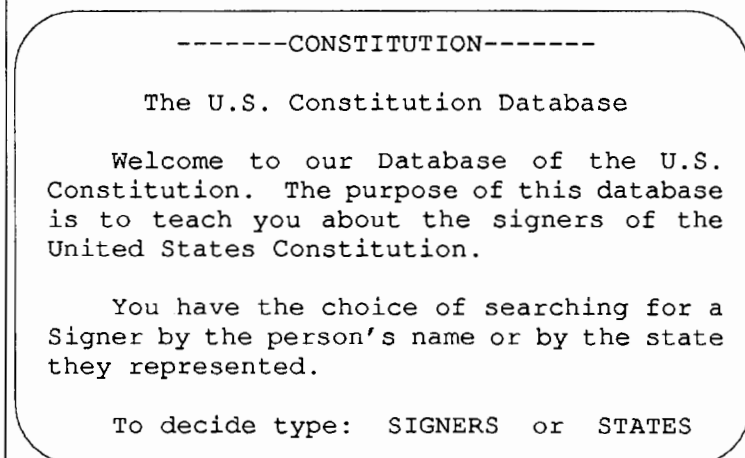 -------CONSTITUTION-------
The U.S. Constitution Database
Welcome to our Database of the U.S.
Constitution. The purpose of this database
is to teach you about the signers of the
United States Constitution.
You have the choice of searching for a
Signer by the person's name or by the state
they represented.
To decide type: SIGNERS or STATES